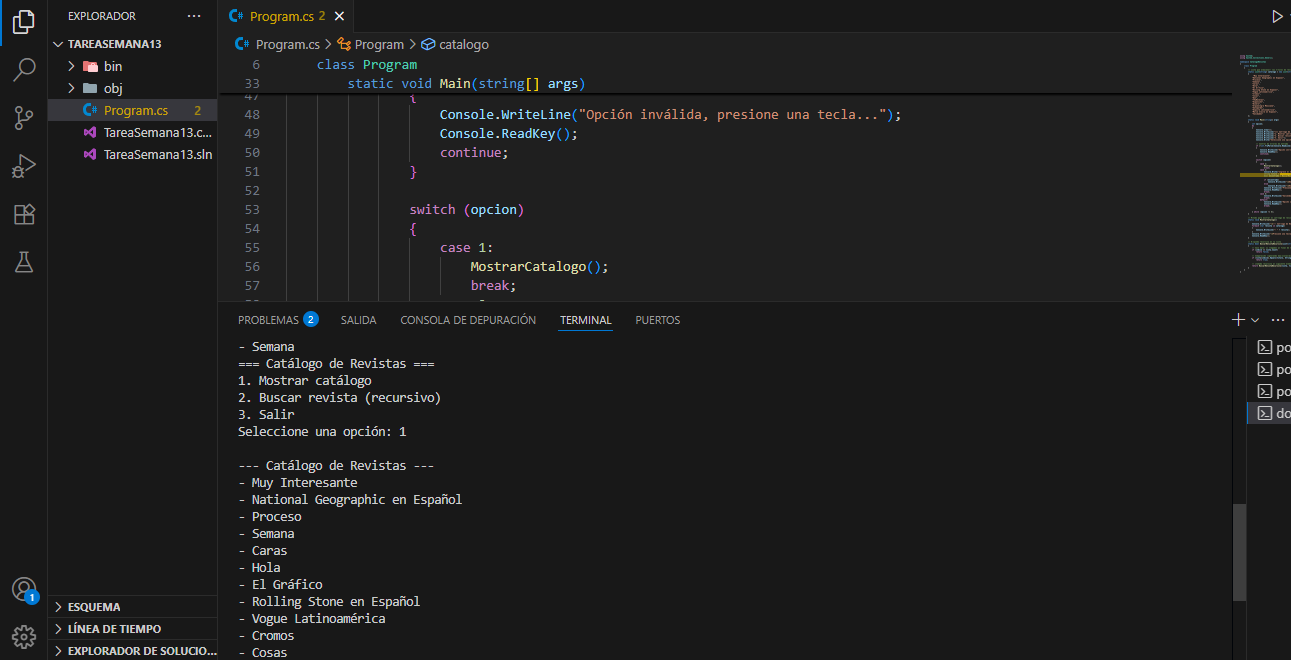 EXPLORADOR ...
TAREASEMANA13
bin
obj
Program.cs 2
TareaSemana13.c...
TareaSemana13.sln
ESQUEMA
LÍNEA DE TIEMPO
EXPLORADOR DE SOLUCIO...
1
C# Program.cs 2
C# Program.cs > Program > catalogo
6 class Program
33 static void Main(string[] args)
47 {
48 Console.WriteLine("Opción inválida, presione una tecla...");
49 Console.ReadKey();
50 continue;
51 }
52
53 switch (opcion)
54 {
55 case 1:
56 MostrarCatalogo();
57 break;
PROBLEMAS 2 SALIDA CONSOLA DE DEPURACIÓN TERMINAL PUERTOS
- Semana
=== Catálogo de Revistas ===
1. Mostrar catálogo
2. Buscar revista (recursivo)
3. Salir
Seleccione una opción: 1
--- Catálogo de Revistas ---
- Muy Interesante
- National Geographic en Español
- Proceso
- Semana
- Caras
- Hola
- El Gráfico
- Rolling Stone en Español
- Vogue Latinoamérica
- Cromos
- Cosas
po
po
po
do